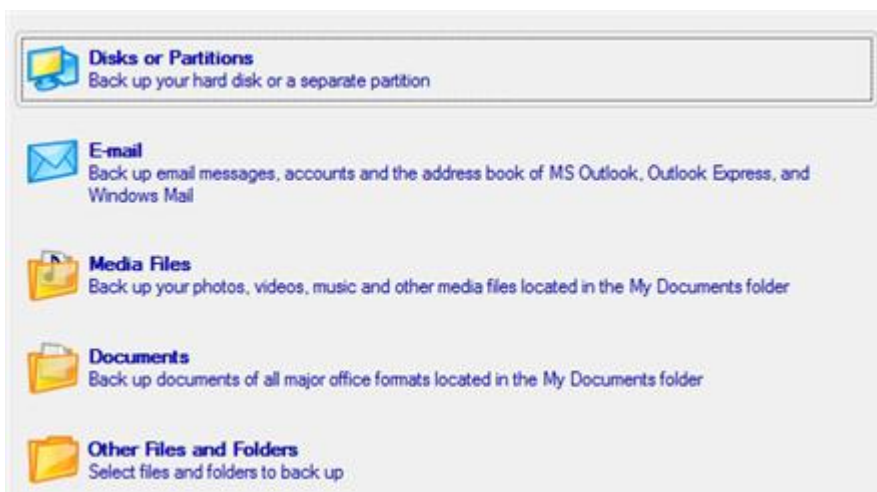 Disks or Partitions
Back up your hard disk or a separate partition
E-mail
Back up email messages, accounts and the address book of MS Outlook, Outlook Express, and
Windows Mail
Media Files
Back up your photos, videos, music and other media files located in the My Documents folder
Documents
Back up documents of all major office formats located in the My Documents folder
Other Files and Folders
Select files and folders to back up